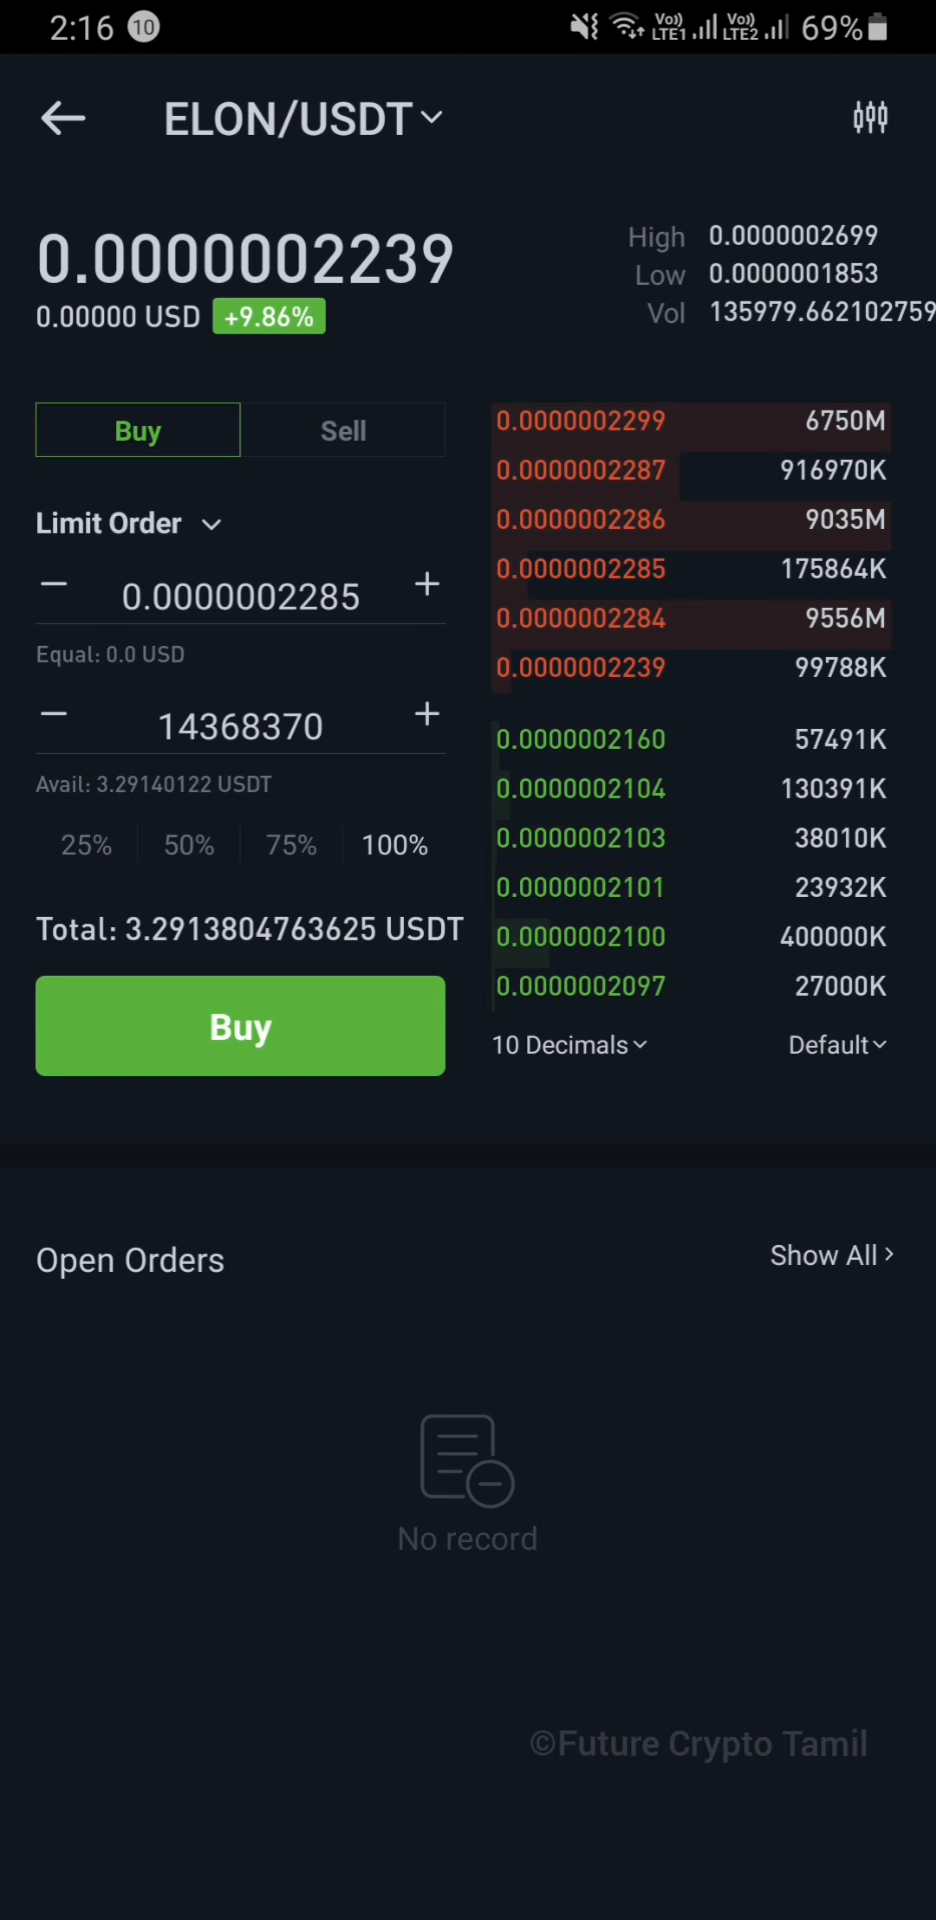 2:16 10 Vo)) LTE1 Vo)) LTE2 69%
ELON/USDT
0.0000002239
0.00000 USD +9.86%
High 0.0000002699
Low 0.0000001853
Vol 135979.662102759
Buy Sell
Limit Order
− 0.0000002285 +
Equal: 0.0 USD
− 14368370 +
Avail: 3.29140122 USDT
25% 50% 75% 100%
Total: 3.2913804763625 USDT
Buy
0.0000002299 6750M
0.0000002287 916970K
0.0000002286 9035M
0.0000002285 175864K
0.0000002284 9556M
0.0000002239 99788K
0.0000002160 57491K
0.0000002104 130391K
0.0000002103 38010K
0.0000002101 23932K
0.0000002100 400000K
0.0000002097 27000K
10 Decimals Default
Open Orders Show All >
No record
©Future Crypto Tamil